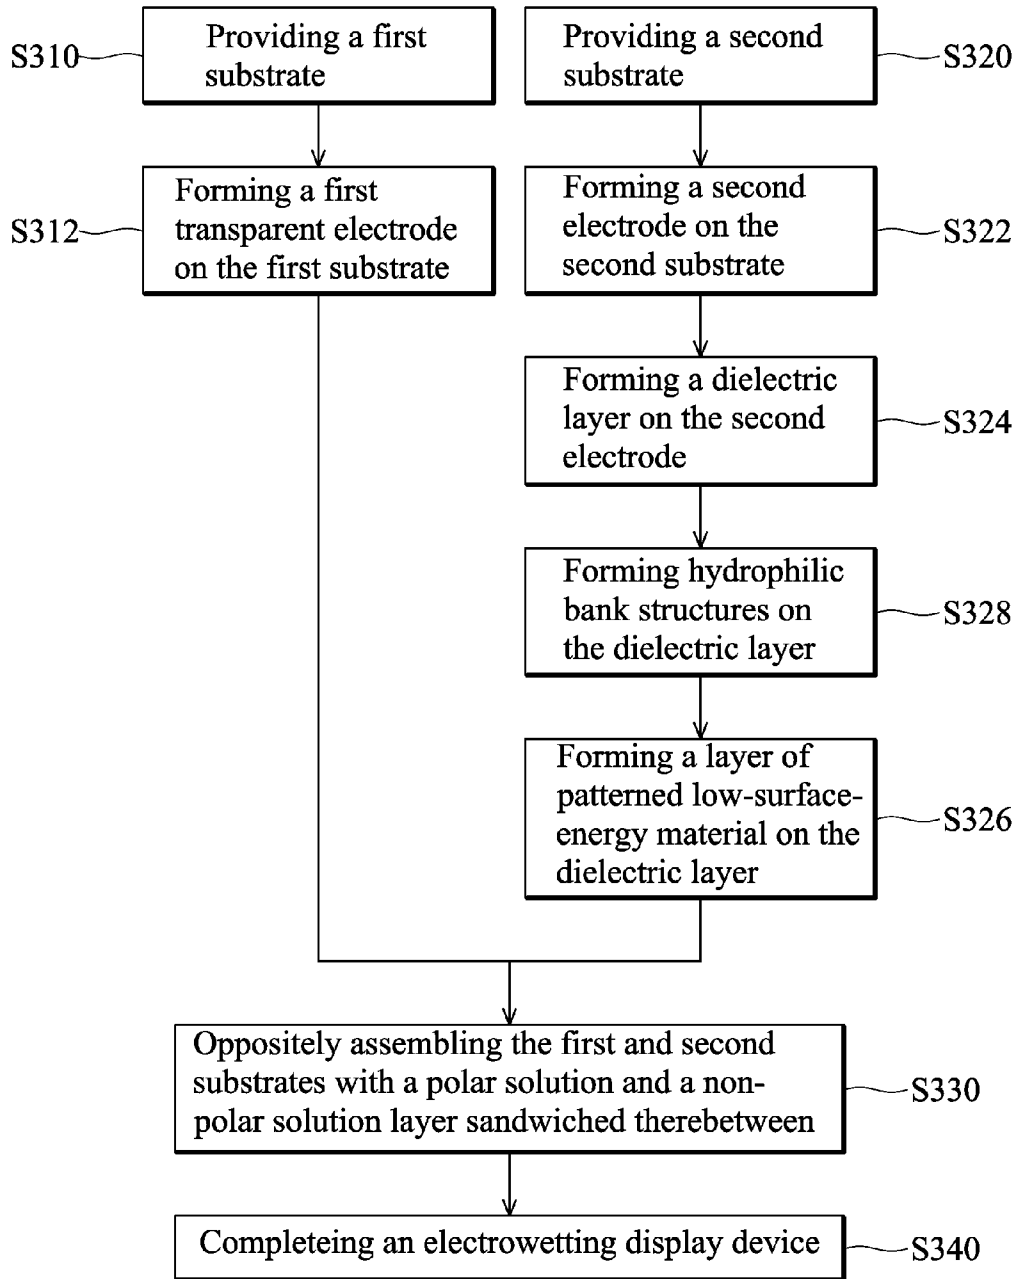 S310
Providing a first
substrate
Providing a second
substrate
S320
S312
Forming a first
transparent electrode
on the first substrate
Forming a second
electrode on the
second substrate
S322
Forming a dielectric
layer on the second
electrode
S324
Forming hydrophilic
bank structures on
the dielectric layer
S328
Forming a layer of
patterned low-surface-
energy material on the
dielectric layer
S326
Oppositely assembling the first and second
substrates with a polar solution and a non-
polar solution layer sandwiched therebetween
S330
Completeing an electrowetting display device
S340